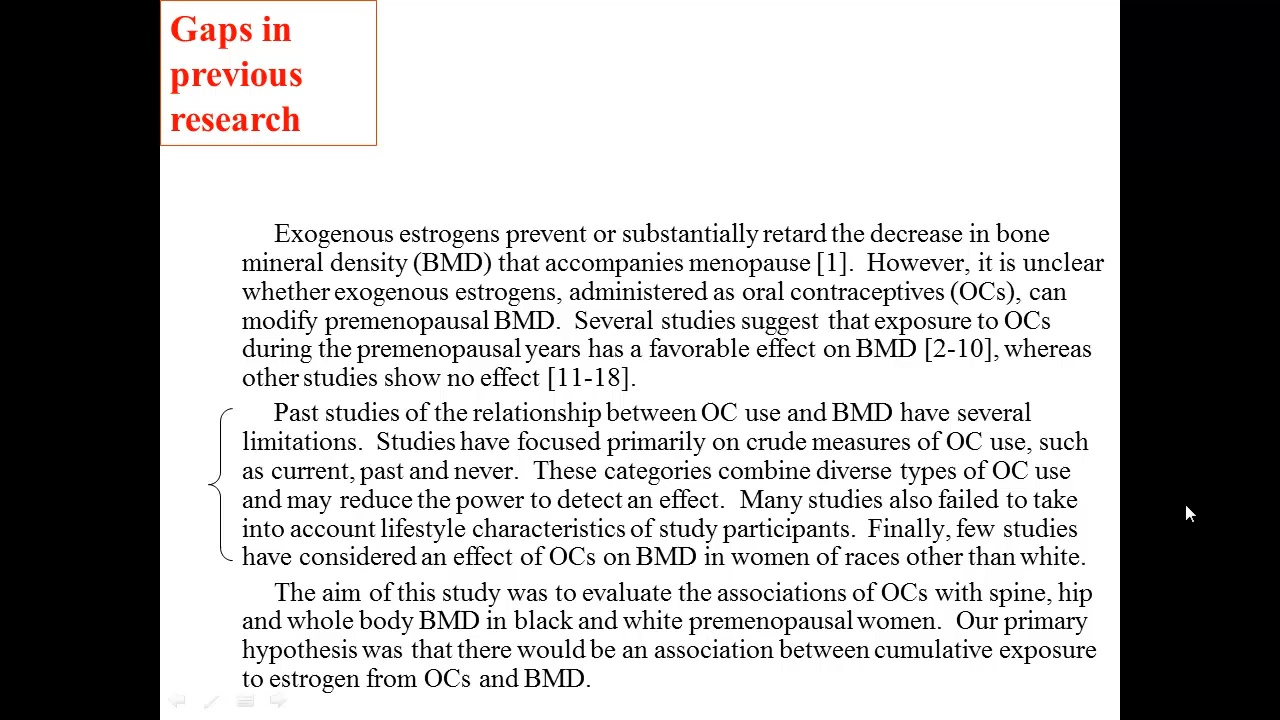 Gaps in
previous
research
Exogenous estrogens prevent or substantially retard the decrease in bone
mineral density (BMD) that accompanies menopause [1]. However, it is unclear
whether exogenous estrogens, administered as oral contraceptives (OCs), can
modify premenopausal BMD. Several studies suggest that exposure to OCs
during the premenopausal years has a favorable effect on BMD [2-10], whereas
other studies show no effect [11-18].
Past studies of the relationship between OC use and BMD have several
limitations. Studies have focused primarily on crude measures of OC use, such
as current, past and never. These categories combine diverse types of OC use
and may reduce the power to detect an effect. Many studies also failed to take
into account lifestyle characteristics of study participants. Finally, few studies
have considered an effect of OCs on BMD in women of races other than white.
The aim of this study was to evaluate the associations of OCs with spine, hip
and whole body BMD in black and white premenopausal women. Our primary
hypothesis was that there would be an association between cumulative exposure
to estrogen from OCs and BMD.